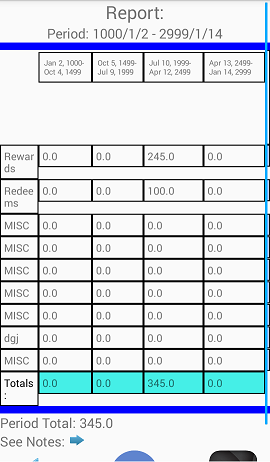 Report:
Period: 1000/1/2 - 2999/1/14
Jan 2, 1000-
Oct 4, 1499
Oct 5, 1499-
Jul 9, 1999
Jul 10, 1999-
Apr 12, 2499
Apr 13, 2499-
Jan 14, 2999
Rewar
ds
0.0 0.0 245.0 0.0
Redee
ms
0.0 0.0 100.0 0.0
MISC 0.0 0.0 0.0 0.0
MISC 0.0 0.0 0.0 0.0
MISC 0.0 0.0 0.0 0.0
MISC 0.0 0.0 0.0 0.0
MISC 0.0 0.0 0.0 0.0
dgj 0.0 0.0 0.0 0.0
MISC 0.0 0.0 0.0 0.0
Totals
:
0.0 0.0 345.0 0.0
Period Total: 345.0
See Notes: